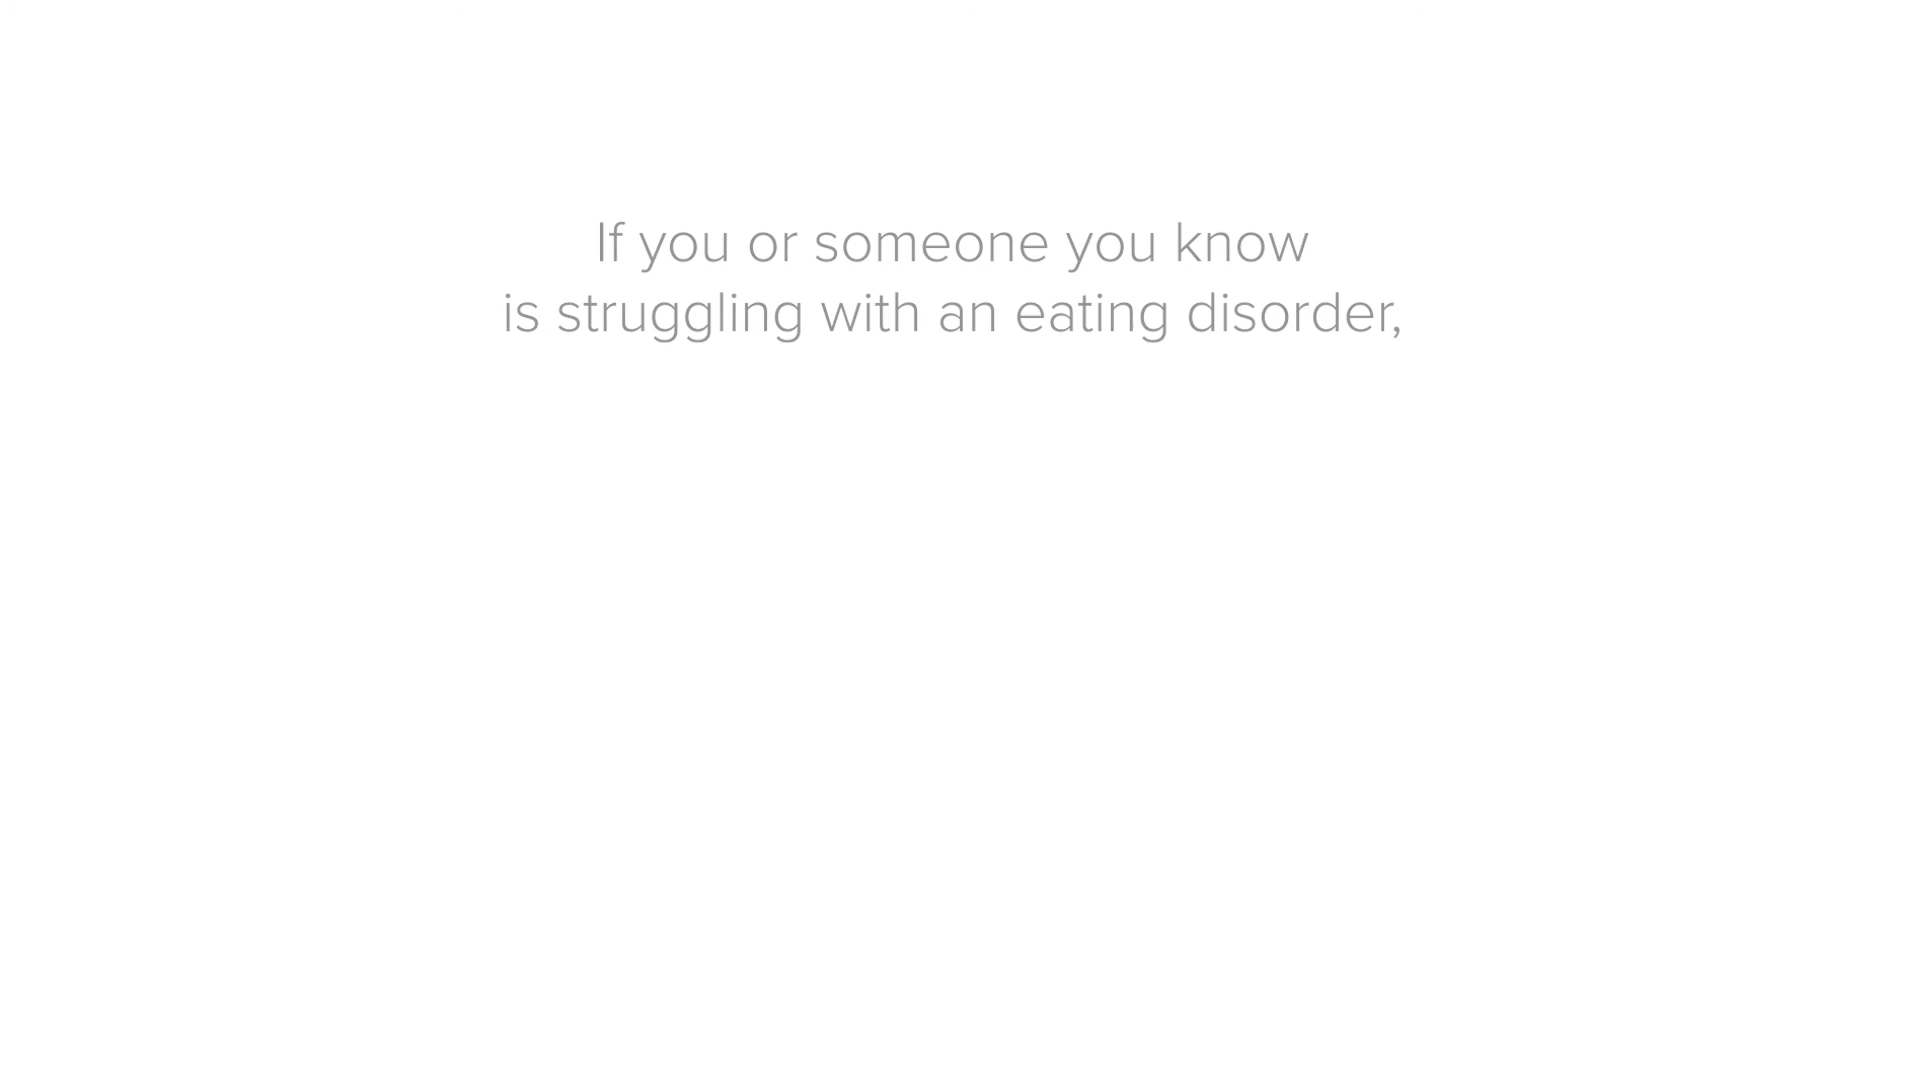 If you or someone you know
is struggling with an eating disorder,